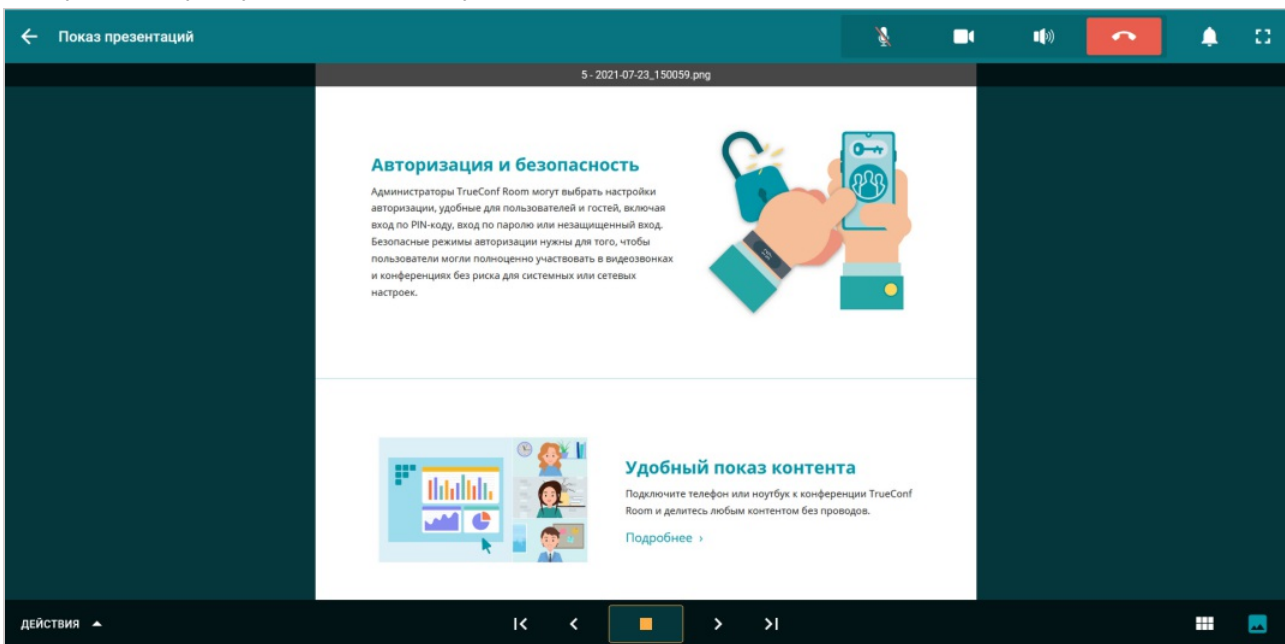 Показ презентаций
5 - 2021-07-23_150059.png
Авторизация и безопасность
Администраторы TrueConf Room могут выбрать настройки
авторизации, удобные для пользователей и гостей, включая
вход по PIN-коду, вход по паролю или незащищенный вход.
Безопасные режимы авторизации нужны для того, чтобы
пользователи могли полноценно участвовать в видеозвонках
и конференциях без риска для системных или сетевых
настроек.
Удобный показ контента
Подключите телефон или ноутбук к конференции TrueConf
Room и делитесь любым контентом без проводов.
Подробнее ›
ДЕЙСТВИЯ